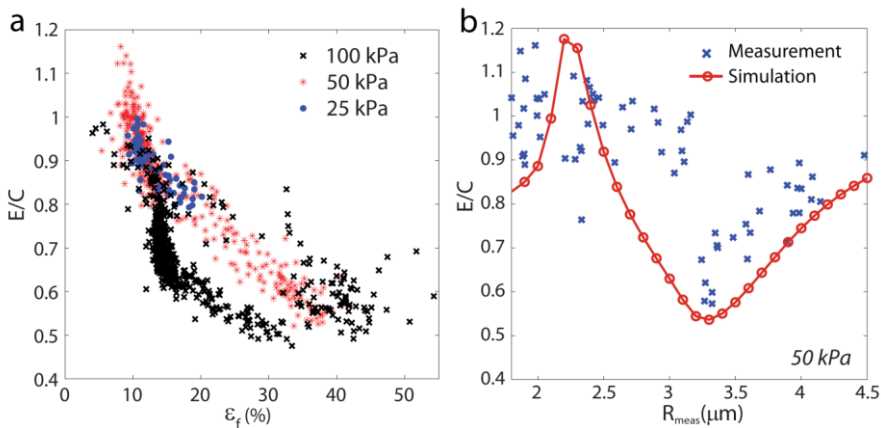 a
1.2
1.1
1
0.9
0.8
0.7
0.6
0.5
0.4
E/C
0 10 20 30 40 50
ε_f (%)
100 kPa
50 kPa
25 kPa
b
1.2
1.1
1
0.9
0.8
0.7
0.6
0.5
0.4
E/C
2 2.5 3 3.5 4 4.5
R_meas(μm)
Measurement
Simulation
50 kPa